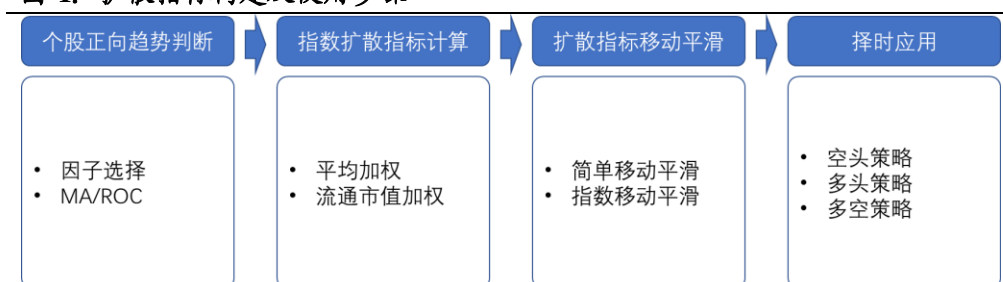 个股正向趋势判断
指数扩散指标计算
扩散指标移动平滑
择时应用
• 因子选择
• MA/ROC
• 平均加权
• 流通市值加权
• 简单移动平滑
• 指数移动平滑
• 空头策略
• 多头策略
• 多空策略